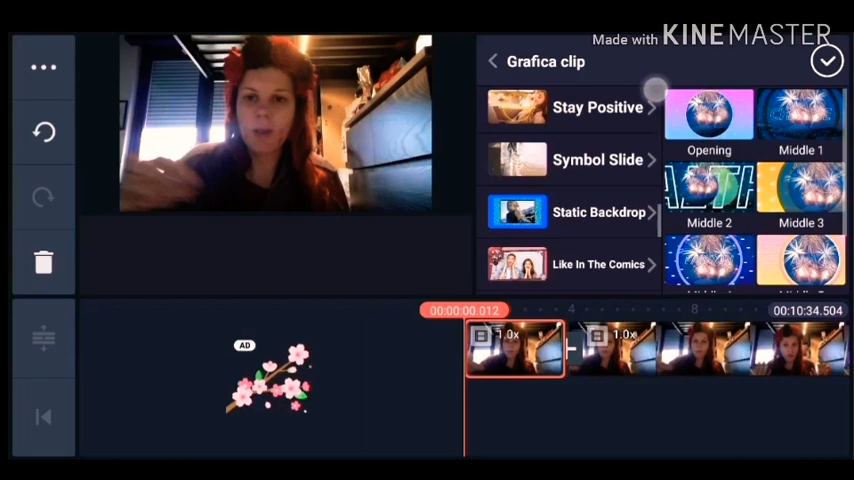 Made with KINEMASTER
Grafica clip
Stay Positive
Symbol Slide
Static Backdrop
Like In The Comics
Opening
Middle 1
Middle 2
Middle 3
00:00:00.012
4
8
00:10:34.504
AD
1.0x
1.0x